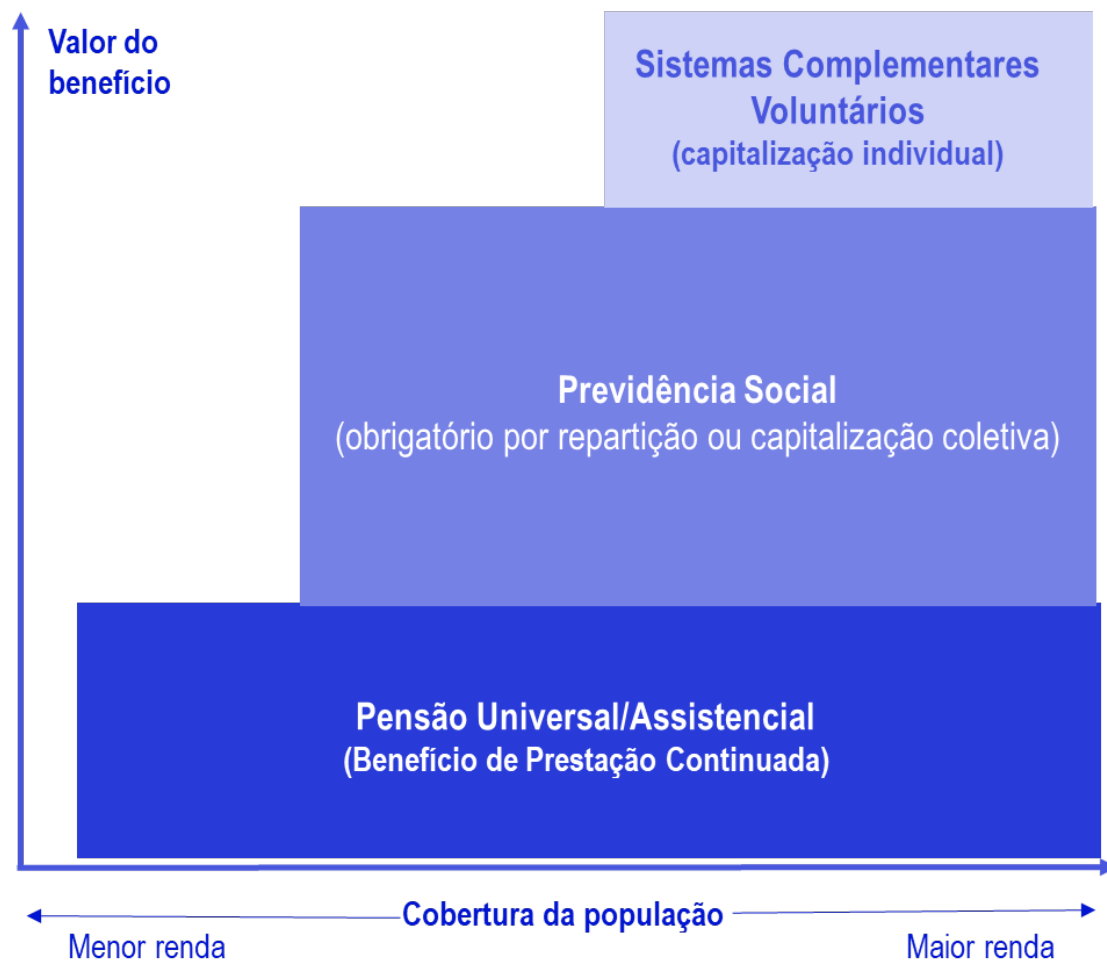 Valor do
benefício
Sistemas Complementares
Voluntários
(capitalização individual)
Previdência Social
(obrigatório por repartição ou capitalização coletiva)
Pensão Universal/Assistencial
(Benefício de Prestação Continuada)
Cobertura da população
Menor renda
Maior renda